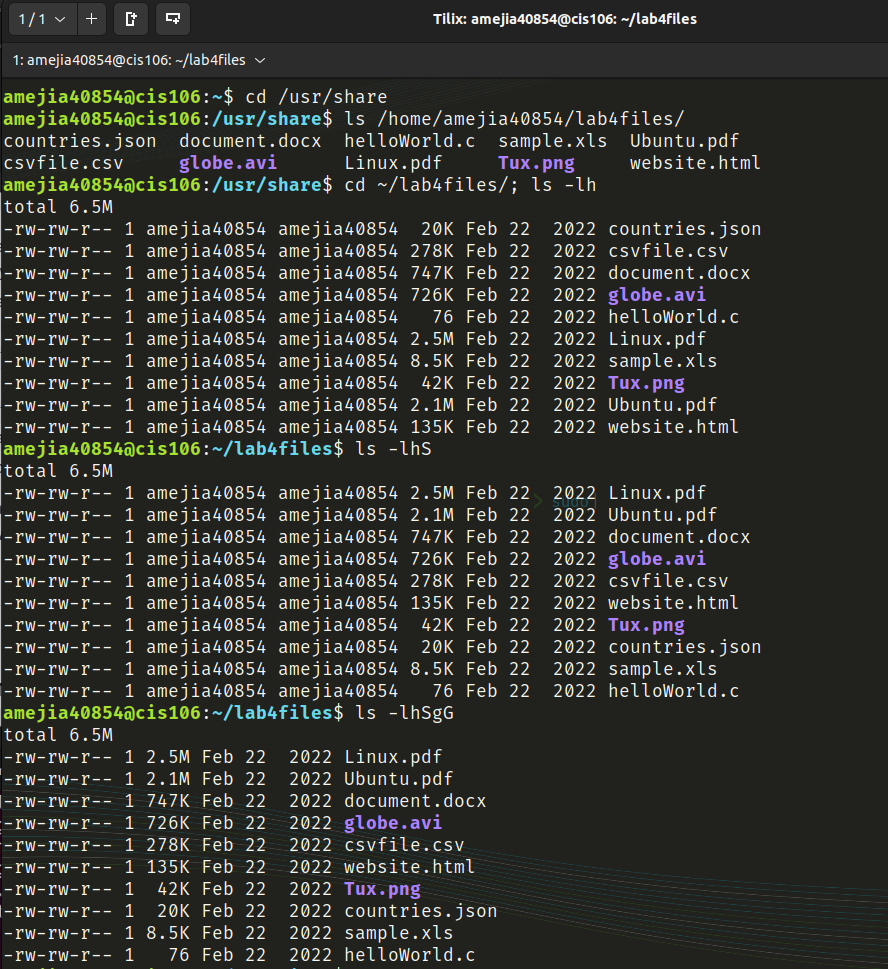 1 / 1
Tilix: amejia40854@cis106: ~/lab4files
1: amejia40854@cis106: ~/lab4files
amejia40854@cis106:~$ cd /usr/share
amejia40854@cis106:/usr/share$ ls /home/amejia40854/lab4files/
countries.json  document.docx  helloWorld.c  sample.xls  Ubuntu.pdf
csvfile.csv     globe.avi      Linux.pdf     Tux.png     website.html
amejia40854@cis106:/usr/share$ cd ~/lab4files/; ls -lh
total 6.5M
-rw-rw-r-- 1 amejia40854 amejia40854  20K Feb 22  2022 countries.json
-rw-rw-r-- 1 amejia40854 amejia40854 278K Feb 22  2022 csvfile.csv
-rw-rw-r-- 1 amejia40854 amejia40854 747K Feb 22  2022 document.docx
-rw-rw-r-- 1 amejia40854 amejia40854 726K Feb 22  2022 globe.avi
-rw-rw-r-- 1 amejia40854 amejia40854   76 Feb 22  2022 helloWorld.c
-rw-rw-r-- 1 amejia40854 amejia40854 2.5M Feb 22  2022 Linux.pdf
-rw-rw-r-- 1 amejia40854 amejia40854 8.5K Feb 22  2022 sample.xls
-rw-rw-r-- 1 amejia40854 amejia40854  42K Feb 22  2022 Tux.png
-rw-rw-r-- 1 amejia40854 amejia40854 2.1M Feb 22  2022 Ubuntu.pdf
-rw-rw-r-- 1 amejia40854 amejia40854 135K Feb 22  2022 website.html
amejia40854@cis106:~/lab4files$ ls -lhS
total 6.5M
-rw-rw-r-- 1 amejia40854 amejia40854 2.5M Feb 22  2022 Linux.pdf
> sudo
-rw-rw-r-- 1 amejia40854 amejia40854 2.1M Feb 22  2022 Ubuntu.pdf
-rw-rw-r-- 1 amejia40854 amejia40854 747K Feb 22  2022 document.docx
-rw-rw-r-- 1 amejia40854 amejia40854 726K Feb 22  2022 globe.avi
-rw-rw-r-- 1 amejia40854 amejia40854 278K Feb 22  2022 csvfile.csv
-rw-rw-r-- 1 amejia40854 amejia40854 135K Feb 22  2022 website.html
-rw-rw-r-- 1 amejia40854 amejia40854  42K Feb 22  2022 Tux.png
-rw-rw-r-- 1 amejia40854 amejia40854  20K Feb 22  2022 countries.json
-rw-rw-r-- 1 amejia40854 amejia40854 8.5K Feb 22  2022 sample.xls
-rw-rw-r-- 1 amejia40854 amejia40854   76 Feb 22  2022 helloWorld.c
amejia40854@cis106:~/lab4files$ ls -lhSgG
total 6.5M
-rw-rw-r-- 1 2.5M Feb 22  2022 Linux.pdf
-rw-rw-r-- 1 2.1M Feb 22  2022 Ubuntu.pdf
-rw-rw-r-- 1 747K Feb 22  2022 document.docx
-rw-rw-r-- 1 726K Feb 22  2022 globe.avi
-rw-rw-r-- 1 278K Feb 22  2022 csvfile.csv
-rw-rw-r-- 1 135K Feb 22  2022 website.html
-rw-rw-r-- 1  42K Feb 22  2022 Tux.png
-rw-rw-r-- 1  20K Feb 22  2022 countries.json
-rw-rw-r-- 1 8.5K Feb 22  2022 sample.xls
-rw-rw-r-- 1   76 Feb 22  2022 helloWorld.c